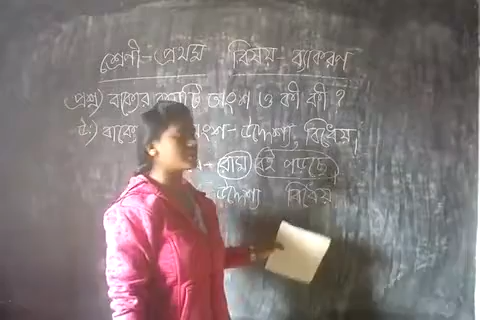 শ্রেণী - প্রথম বিষয় - ব্যাকরণ
প্রশ্ন) বাক্যের কয়টি অংশ ও কী কী ?
উঃ) বাক্যে অংশ - উদ্দেশ্য, বিধেয়।
- রাম বই পড়ছে।
উদ্দেশ্য বিধেয়